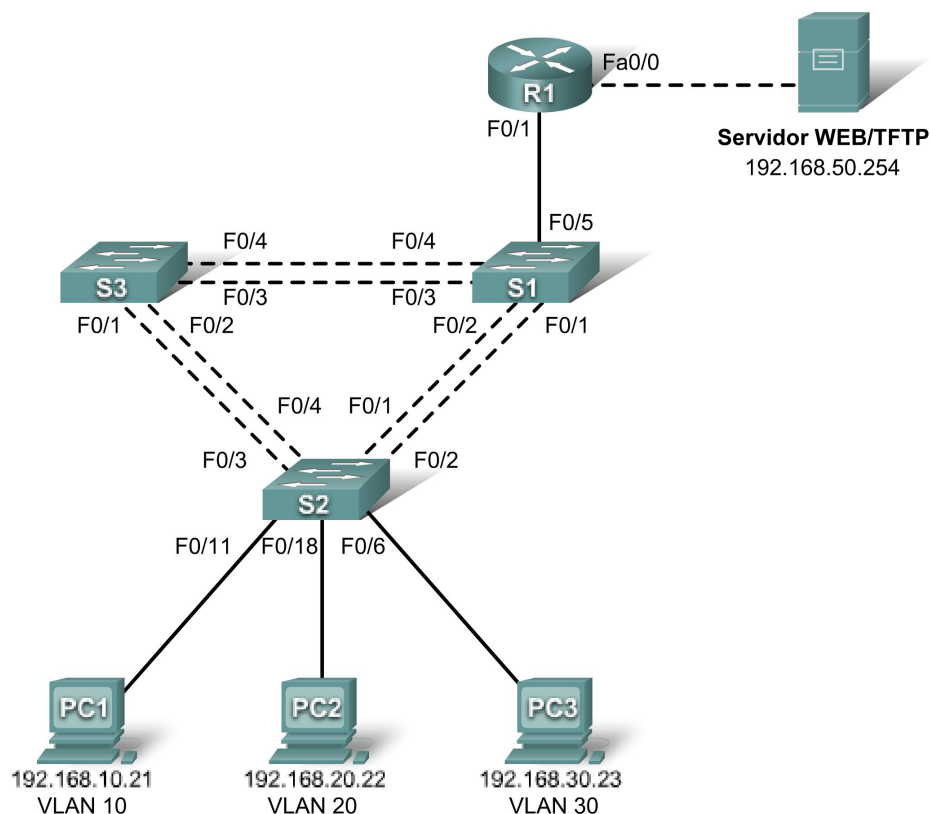 Fa0/0
R1
F0/1
Servidor WEB/TFTP
192.168.50.254
F0/5
F0/4
F0/4
S3
S1
F0/3
F0/3
F0/1
F0/2
F0/2
F0/1
F0/4
F0/1
F0/3
F0/2
S2
F0/11
F0/18
F0/6
PC1
PC2
PC3
192.168.10.21
192.168.20.22
192.168.30.23
VLAN 10
VLAN 20
VLAN 30